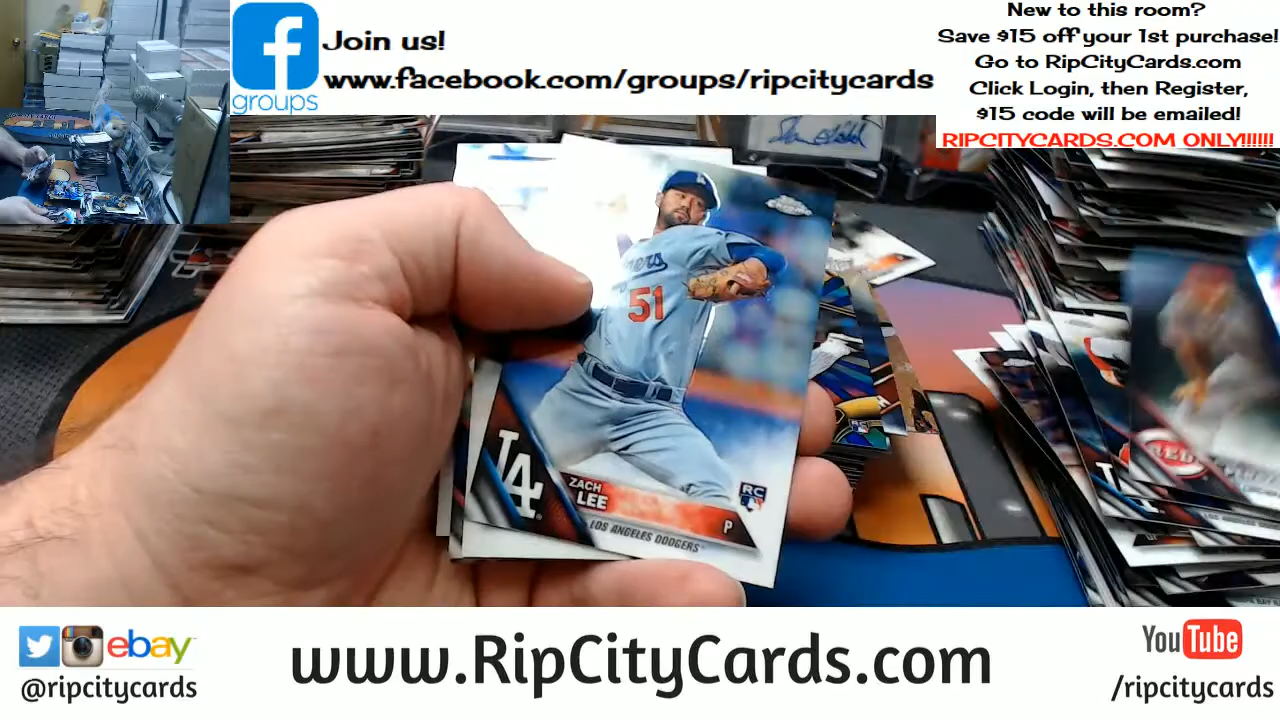 Join us!
www.facebook.com/groups/ripcitycards
groups
New to this room?
Save $15 off your 1st purchase!
Go to RipCityCards.com
Click Login, then Register,
$15 code will be emailed!
RIPCITYCARDS.COM ONLY!!!!!!
51
LA
ZACH
LEE
RC
P
LOS ANGELES DODGERS
REDS
ebay
@ripcitycards
www.RipCityCards.com
YouTube
/ripcitycards